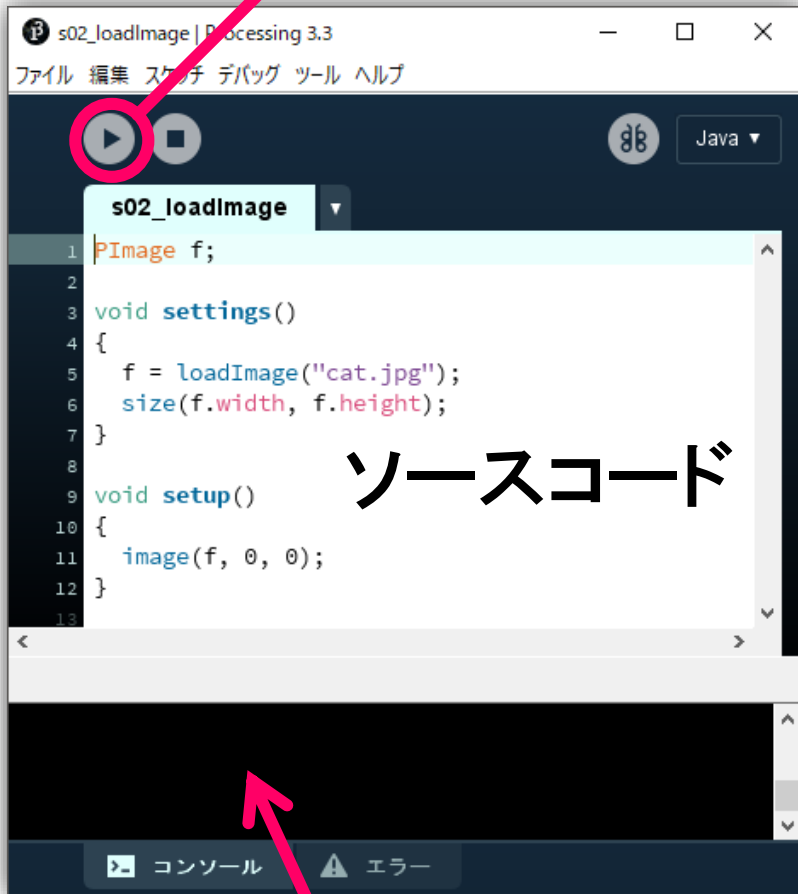 s02_loadImage | Processing 3.3
ファイル 編集 スケッチ デバッグ ツール ヘルプ
Java ▼
s02_loadImage ▼
1 PImage f;
2
3 void settings()
4 {
5   f = loadImage("cat.jpg");
6   size(f.width, f.height);
7 }
8
9 void setup()
10 {
11   image(f, 0, 0);
12 }
13
ソースコード
コンソール エラー